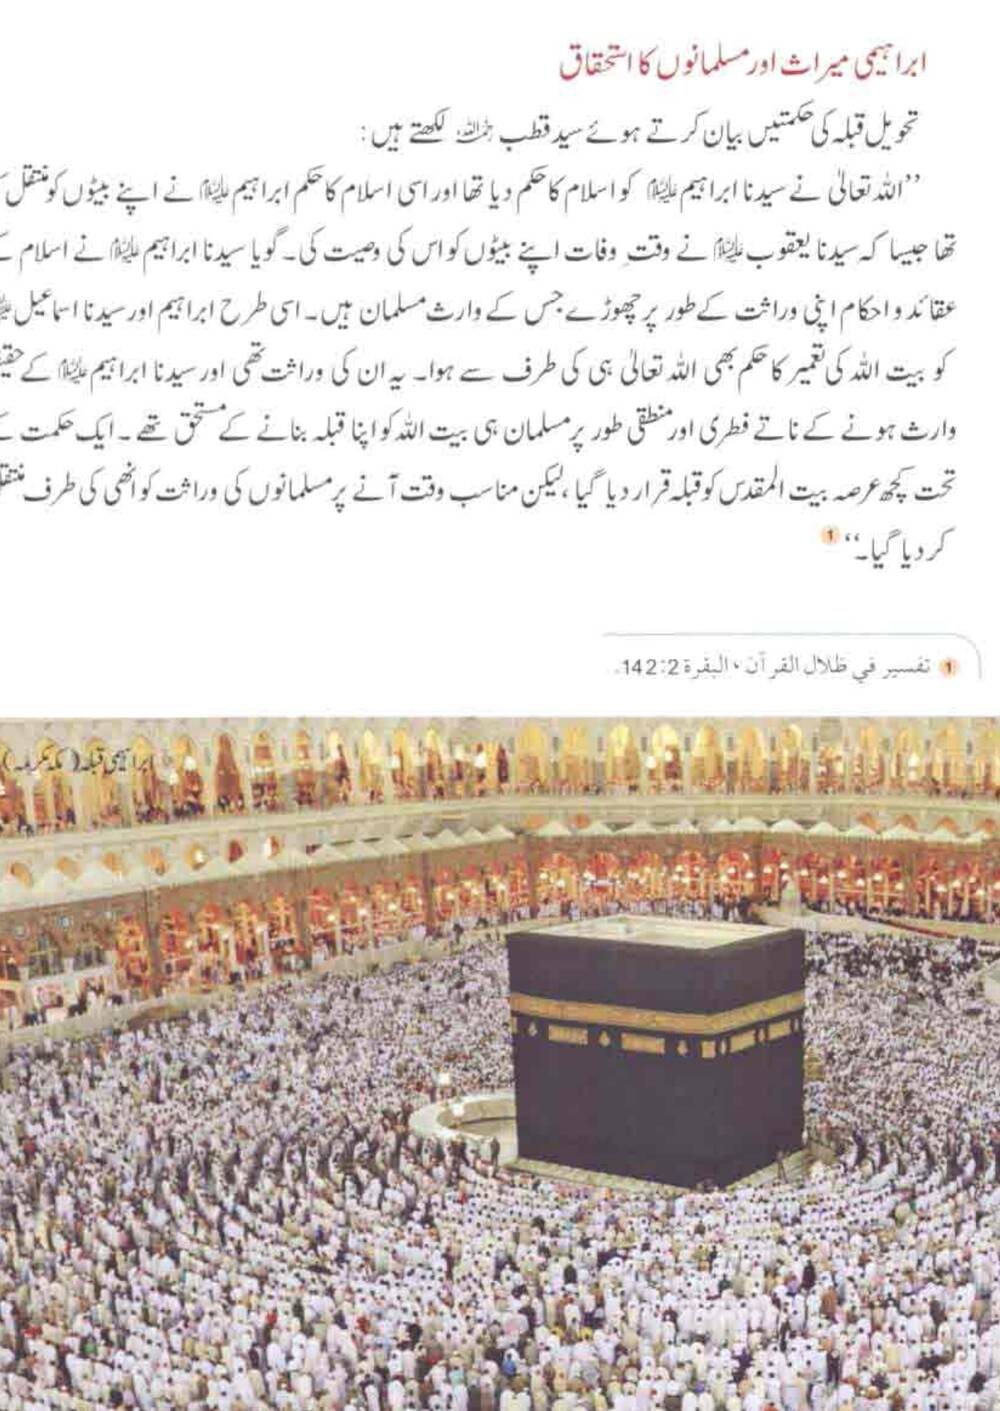 ابراہیمی میراث اور مسلمانوں کا استحقاق
تحویل قبلہ کی حکمتیں بیان کرتے ہوئے سید قطب رحمہ اللہ لکھتے ہیں :
’’اللہ تعالیٰ نے سیدنا ابراہیم علیہ السلام کو اسلام کا حکم دیا تھا اور اسی اسلام کا حکم ابراہیم علیہ السلام نے اپنے بیٹوں کو منتقل
تھا جیسا کہ سیدنا یعقوب علیہ السلام نے وقتِ وفات اپنے بیٹوں کو اس کی وصیت کی۔ گویا سیدنا ابراہیم علیہ السلام نے اسلام
عقائد و احکام اپنی وراثت کے طور پر چھوڑے جس کے وارث مسلمان ہیں۔ اسی طرح ابراہیم اور سیدنا اسماعیل
کو بیت اللہ کی تعمیر کا حکم بھی اللہ تعالیٰ ہی کی طرف سے ہوا۔ یہ ان کی وراثت تھی اور سیدنا ابراہیم علیہ السلام کے
وارث ہونے کے ناتے فطری اور منطقی طور پر مسلمان ہی بیت اللہ کو اپنا قبلہ بنانے کے مستحق تھے ۔ ایک حکمت
تحت کچھ عرصہ بیت المقدس کو قبلہ قرار دیا گیا، لیکن مناسب وقت آنے پر مسلمانوں کی وراثت کو انھی کی طرف
کر دیا گیا۔‘‘ 1
1 تفسير في ظلال القرآن، البقرة 2:142.
ابراہیمی قبلہ (مکہ مکرمہ)